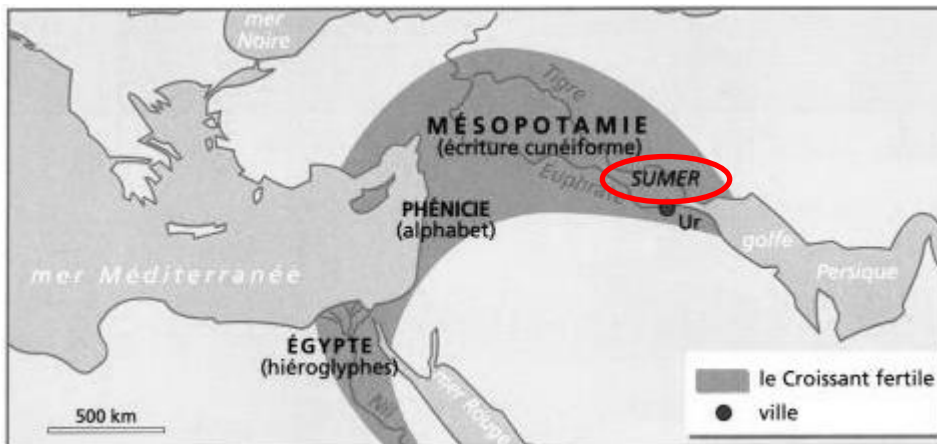 mer
Noire
Tigre
MÉSOPOTAMIE
(écriture cunéiforme)
SUMER
Euphrate
Ur
PHÉNICIE
(alphabet)
golfe
Persique
mer Méditerranée
ÉGYPTE
(hiéroglyphes)
Nil
mer Rouge
500 km
le Croissant fertile
ville